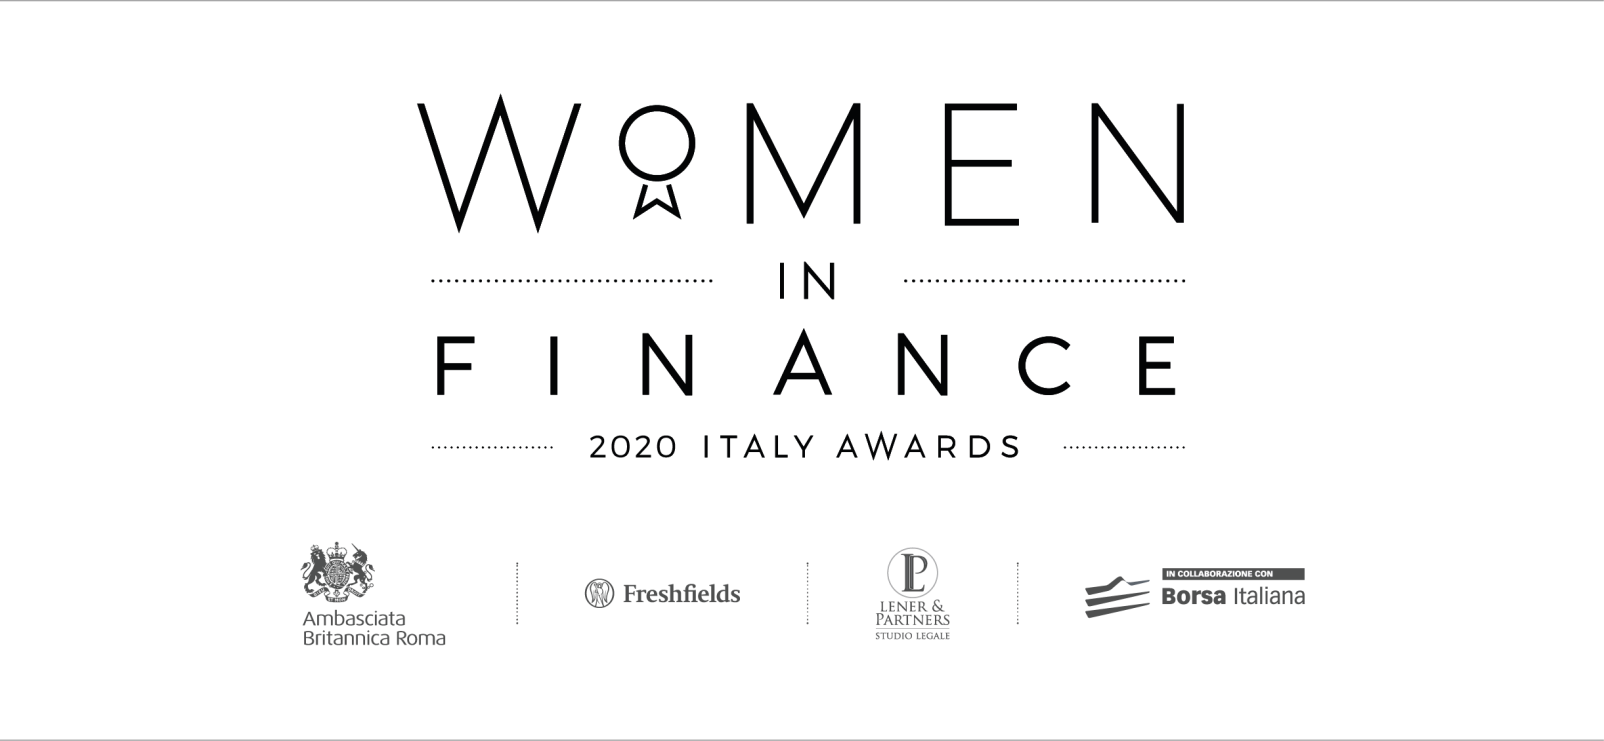 WOMEN
IN
FINANCE
2020 ITALY AWARDS
Ambasciata
Britannica Roma
Freshfields
LP
LENER &
PARTNERS
STUDIO LEGALE
IN COLLABORAZIONE CON
Borsa Italiana